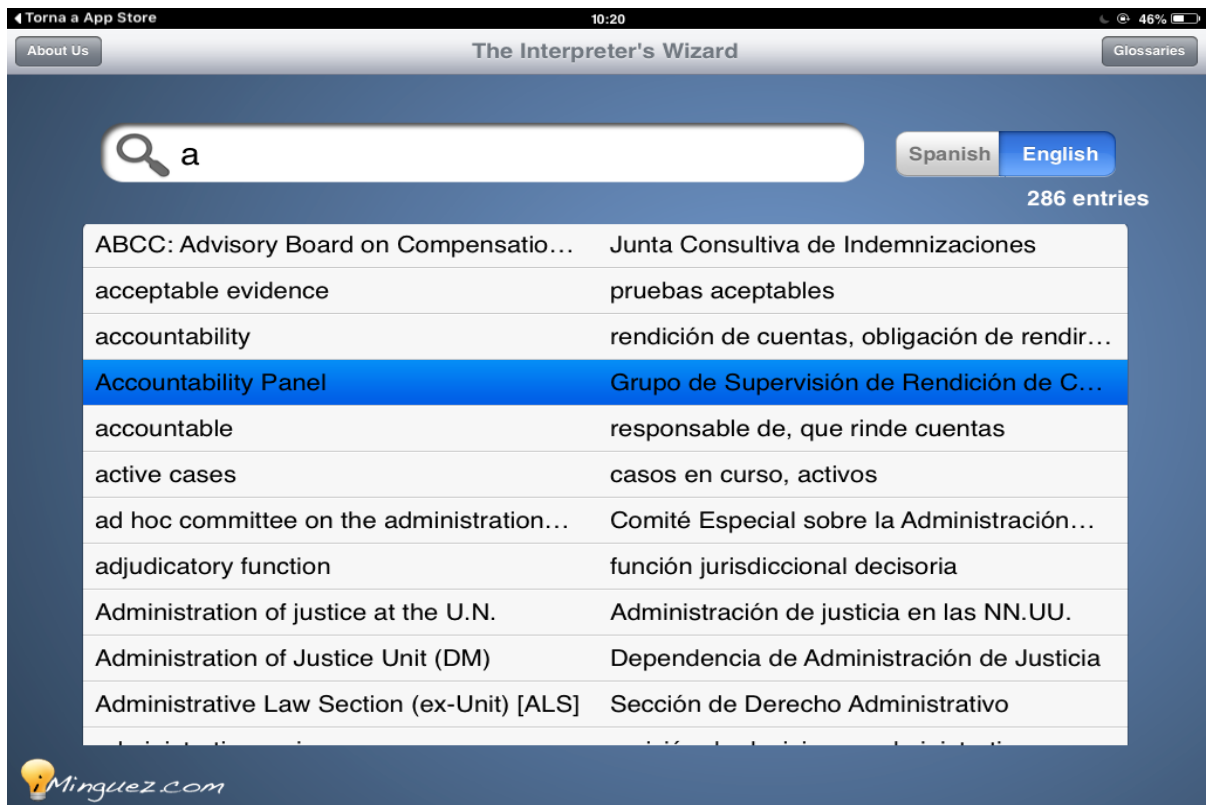 Torna a App Store 10:20 46%
About Us The Interpreter's Wizard Glossaries
a Spanish English
286 entries
ABCC: Advisory Board on Compensatio… Junta Consultiva de Indemnizaciones
acceptable evidence pruebas aceptables
accountability rendición de cuentas, obligación de rendir…
Accountability Panel Grupo de Supervisión de Rendición de C…
accountable responsable de, que rinde cuentas
active cases casos en curso, activos
ad hoc committee on the administration… Comité Especial sobre la Administración…
adjudicatory function función jurisdiccional decisoria
Administration of justice at the U.N. Administración de justicia en las NN.UU.
Administration of Justice Unit (DM) Dependencia de Administración de Justicia
Administrative Law Section (ex-Unit) [ALS] Sección de Derecho Administrativo
iMinguez.com